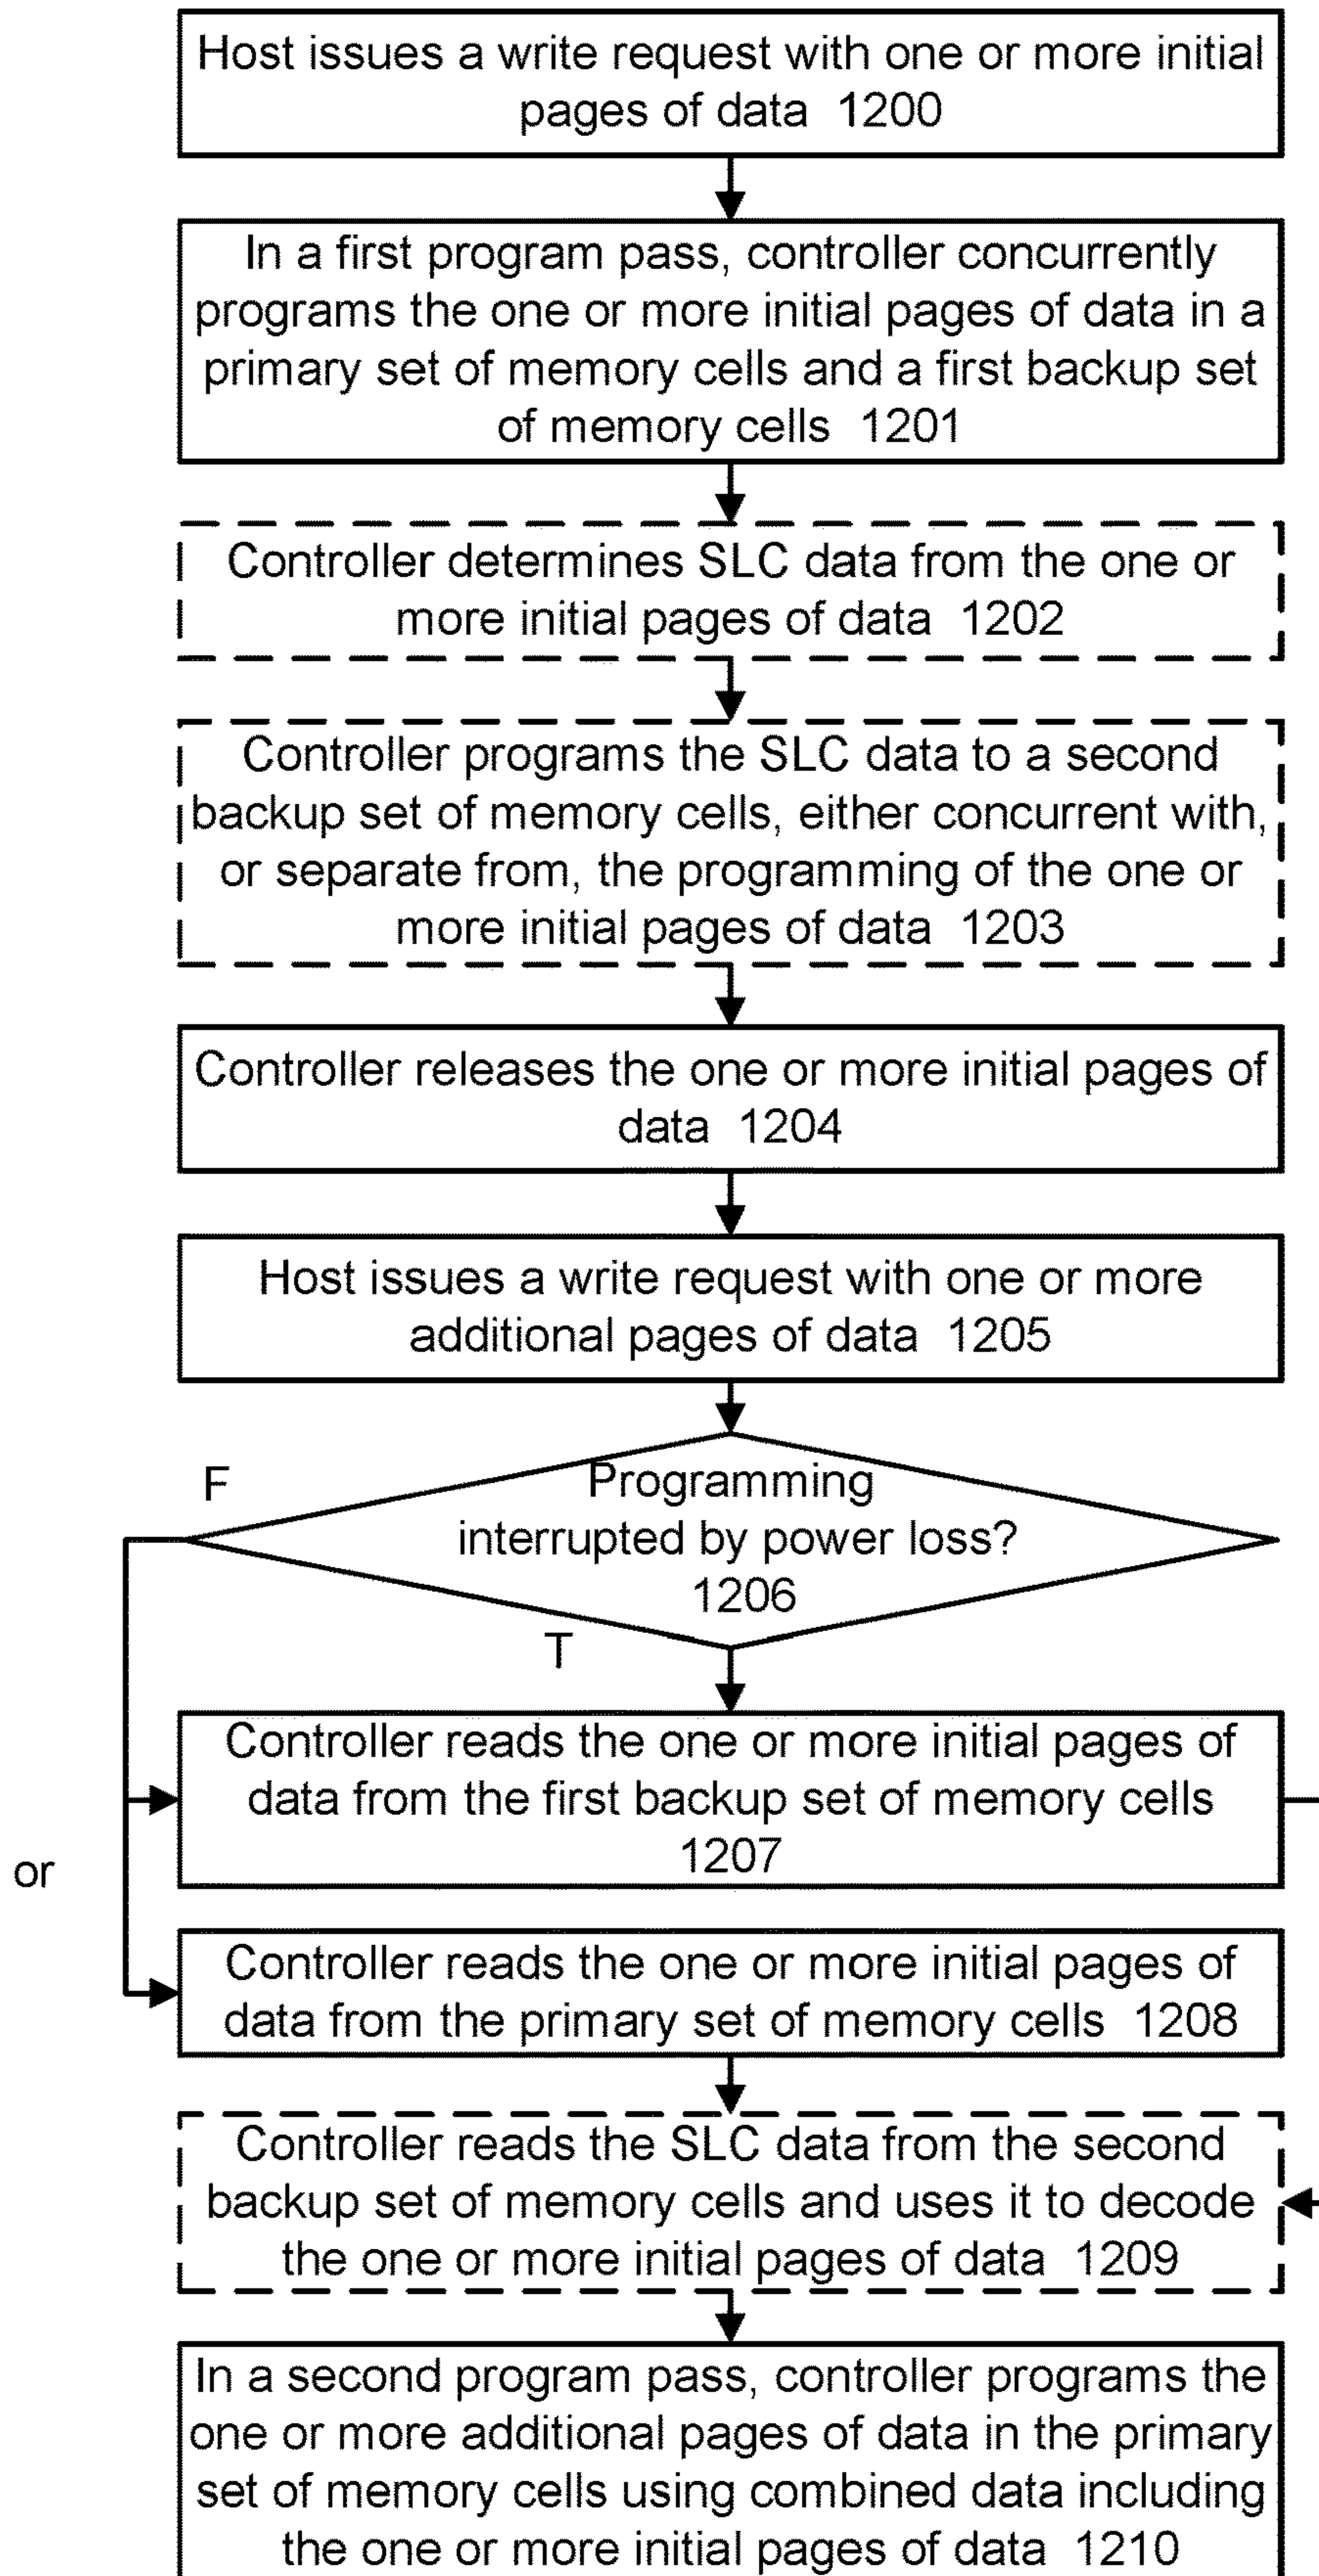 Host issues a write request with one or more initial
pages of data 1200
In a first program pass, controller concurrently
programs the one or more initial pages of data in a
primary set of memory cells and a first backup set
of memory cells 1201
Controller determines SLC data from the one or
more initial pages of data 1202
Controller programs the SLC data to a second
backup set of memory cells, either concurrent with,
or separate from, the programming of the one or
more initial pages of data 1203
Controller releases the one or more initial pages of
data 1204
Host issues a write request with one or more
additional pages of data 1205
F
Programming
interrupted by power loss?
1206
T
Controller reads the one or more initial pages of
data from the first backup set of memory cells
1207
or
Controller reads the one or more initial pages of
data from the primary set of memory cells 1208
Controller reads the SLC data from the second
backup set of memory cells and uses it to decode
the one or more initial pages of data 1209
In a second program pass, controller programs the
one or more additional pages of data in the primary
set of memory cells using combined data including
the one or more initial pages of data 1210